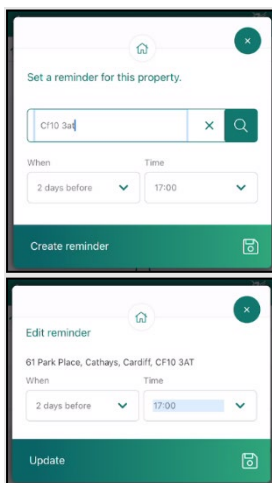 Set a reminder for this property.
Cf10 3at
When Time
2 days before 17:00
Create reminder
Edit reminder
61 Park Place, Cathays, Cardiff, CF10 3AT
When Time
2 days before 17:00
Update